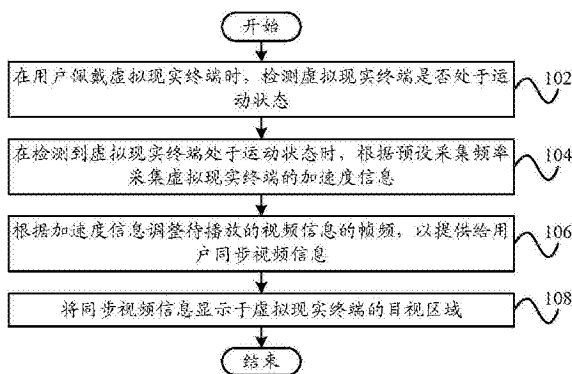 开始
在用户佩戴虚拟现实终端时，检测虚拟现实终端是否处于运
动状态
102
在检测到虚拟现实终端处于运动状态时，根据预设采集频率
采集虚拟现实终端的加速度信息
104
根据加速度信息调整待播放的视频信息的帧频，以提供给用
户同步视频信息
106
将同步视频信息显示于虚拟现实终端的目视区域
108
结束